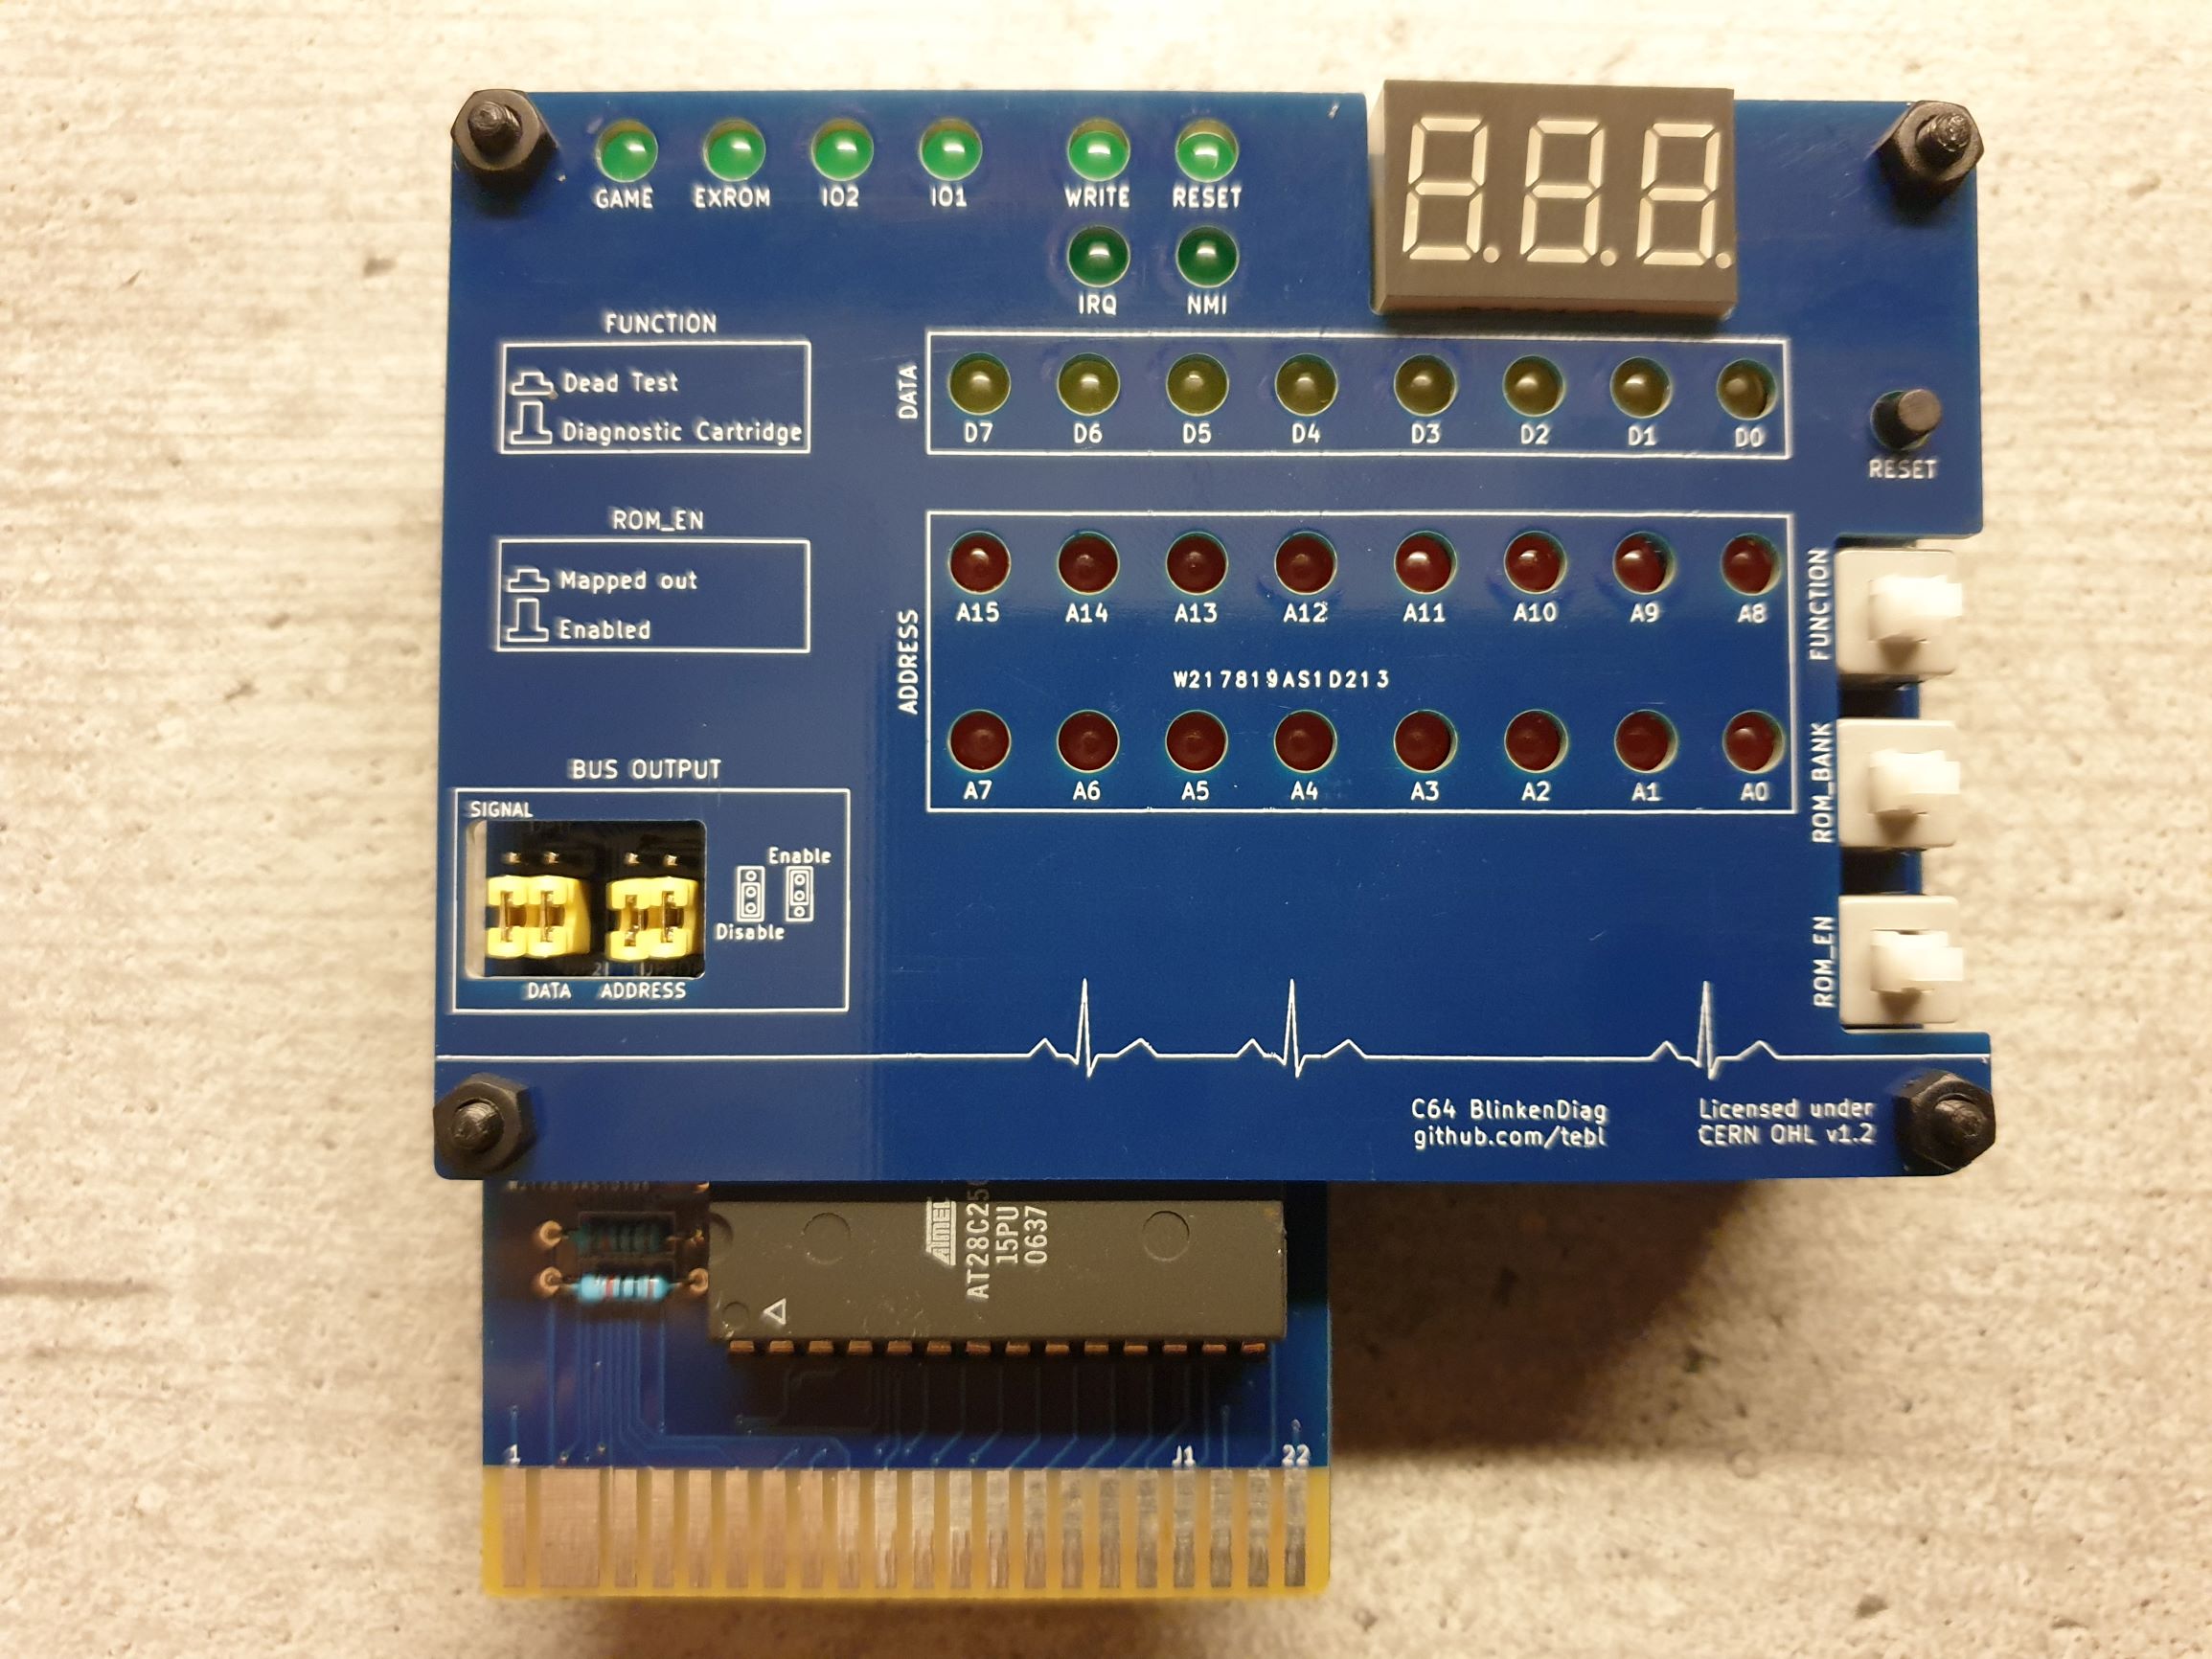 GAME EXROM IO2 IO1 WRITE RESET
IRQ NMI
FUNCTION
Dead Test
Diagnostic Cartridge
DATA
D7 D6 D5 D4 D3 D2 D1 D0
RESET
ROM_EN
Mapped out
Enabled
ADDRESS
A15 A14 A13 A12 A11 A10 A9 A8
W217819AS1D213
A7 A6 A5 A4 A3 A2 A1 A0
FUNCTION
ROM_BANK
ROM_EN
BUS OUTPUT
SIGNAL
Enable
Disable
DATA ADDRESS
C64 BlinkenDiag
github.com/tebl
Licensed under
CERN OHL v1.2
ATMEL
AT28C256
15PU
0637
1 J1 22